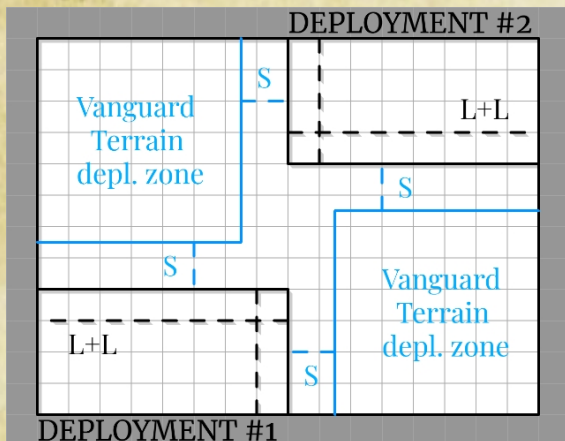 DEPLOYMENT #2
S
Vanguard
Terrain
depl. zone
L+L
S
S
Vanguard
Terrain
depl. zone
L+L
S
DEPLOYMENT #1